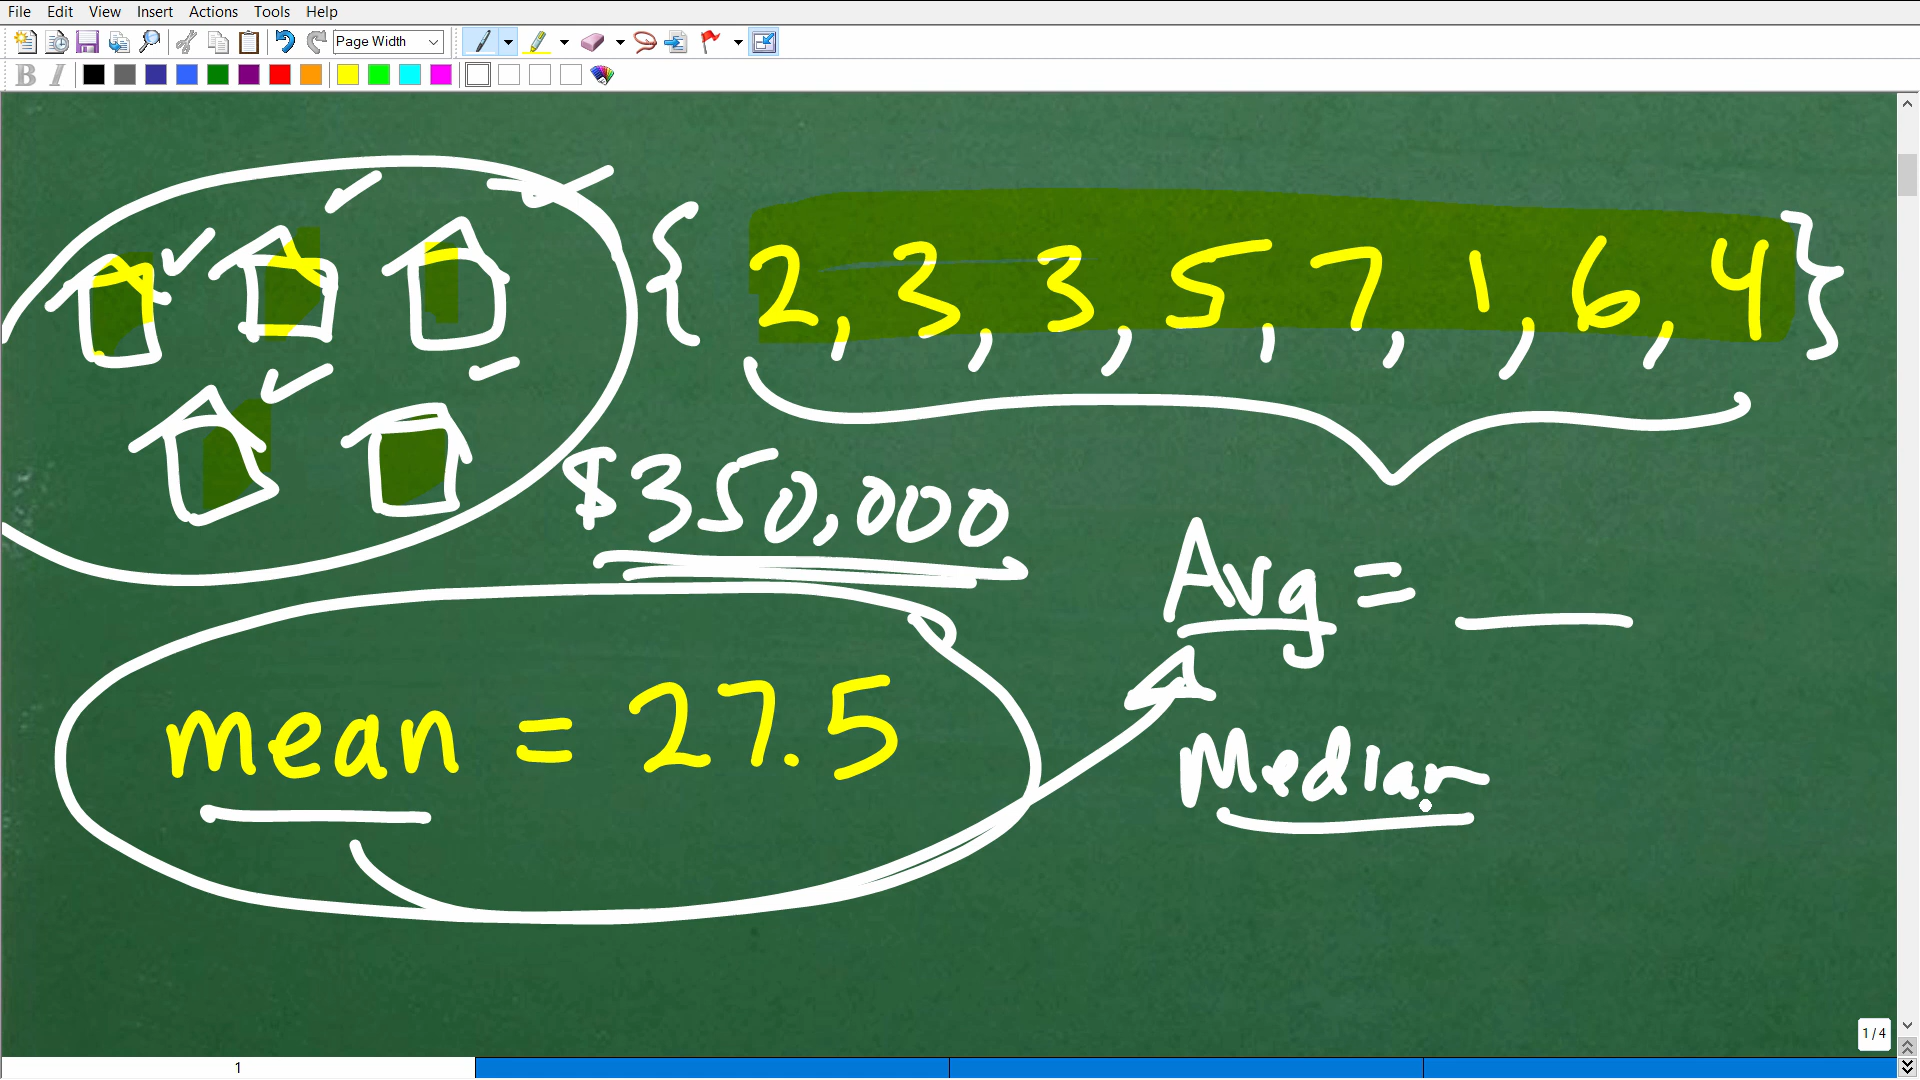 File Edit View Insert Actions Tools Help
Page Width
B I
{ 2, 3, 3, 5, 7, 1, 6, 4 }
$350,000
Avg = ____
mean = 27.5
Median
1 / 4
1